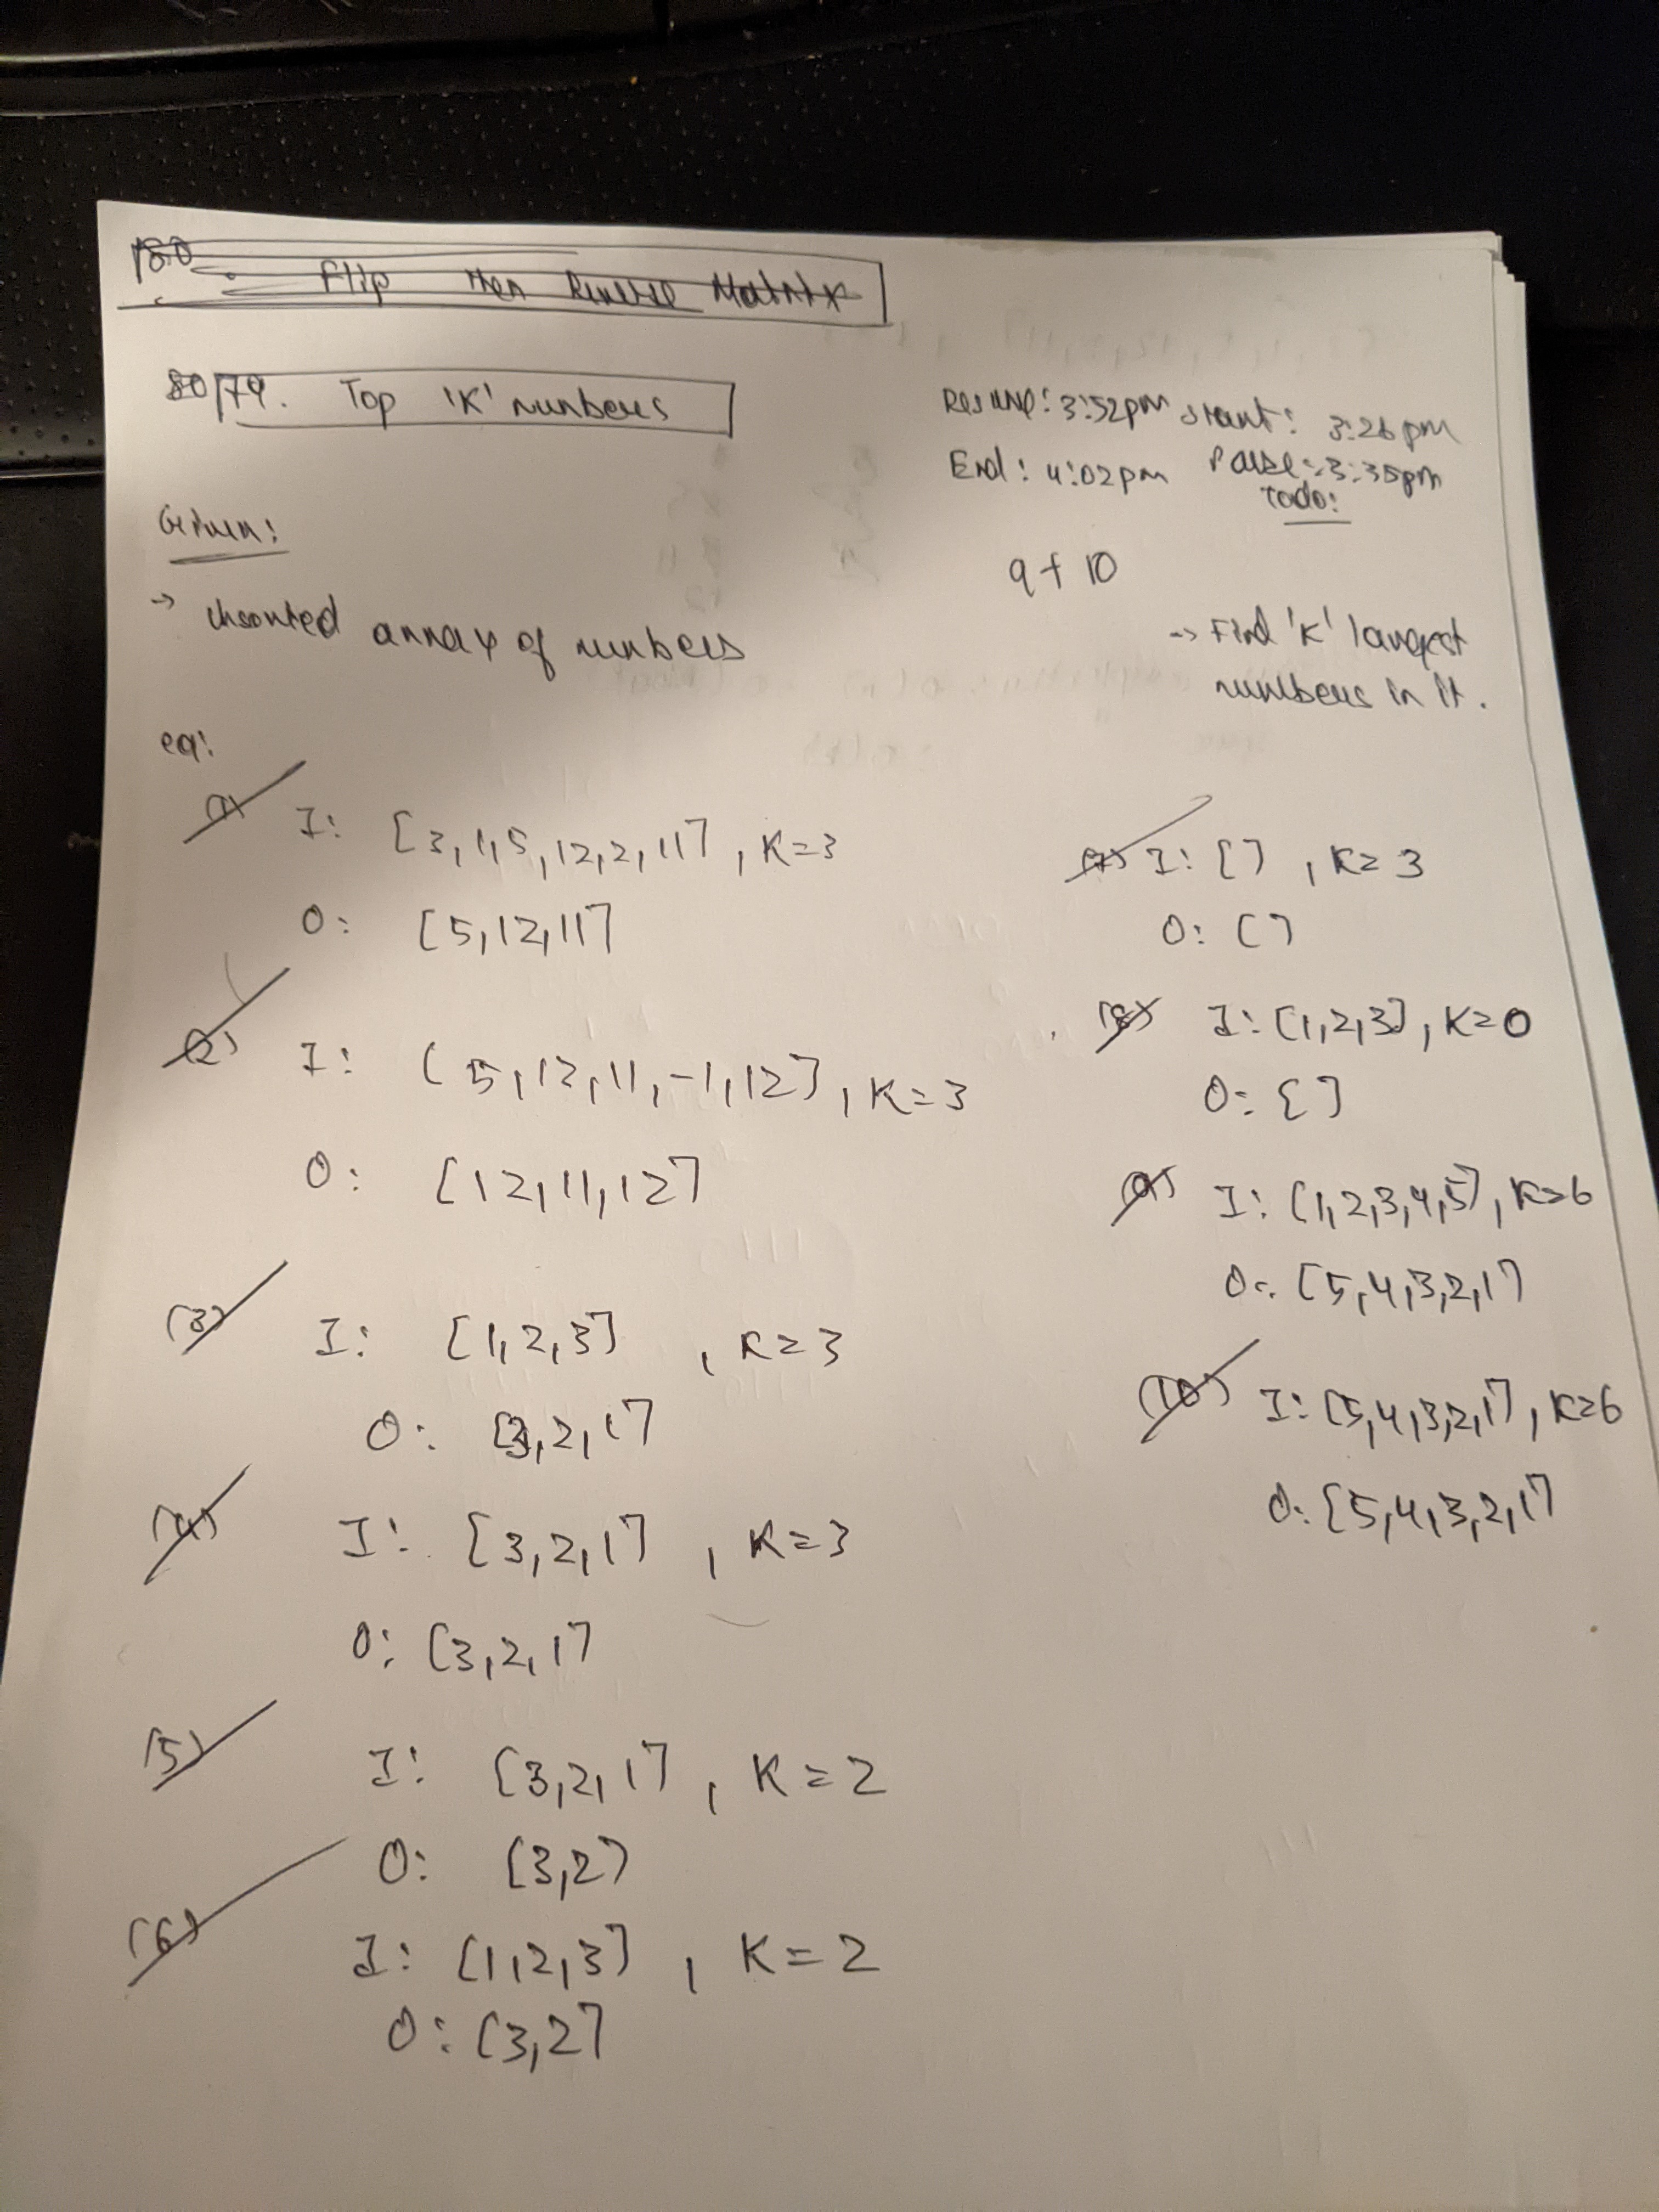 180. Flip then Reverse Matrix
80/79. Top 'K' numbers
Resume: 3:52pm Start: 3:26pm
End: 4:02pm Pause: 3:35pm
Given:
Todo:
9 + 10
→ unsorted array of numbers
→ Find 'K' largest
numbers in it.
eg:
(1) I: [3,1,5,12,2,11], K=3
O: [5,12,11]
(2) I: [5,12,11,-1,12], K=3
O: [12,11,12]
(3) I: [1,2,3], K=3
O: [3,2,1]
(4) I: [3,2,1], K=3
O: [3,2,1]
(5) I: [3,2,1], K=2
O: [3,2]
(6) I: [1,2,3], K=2
O: [3,2]
(7) I: [], K=3
O: []
(8) I: [1,2,3], K=0
O: []
(9) I: [1,2,3,4,5], K=6
O: [5,4,3,2,1]
(10) I: [5,4,3,2,1], K=6
O: [5,4,3,2,1]